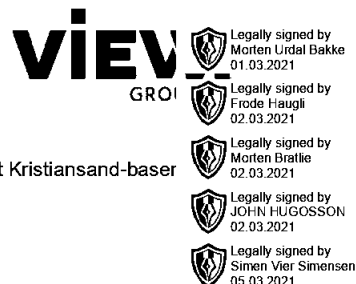 Legally signed by
Morten Urdal Bakke
01.03.2021
GRO
Legally signed by
Frode Haugli
02.03.2021
Legally signed by
Morten Bratlie
02.03.2021
t Kristiansand-baser
Legally signed by
JOHN HUGOSSON
02.03.2021
Legally signed by
Simen Vier Simensen
05.03.2021